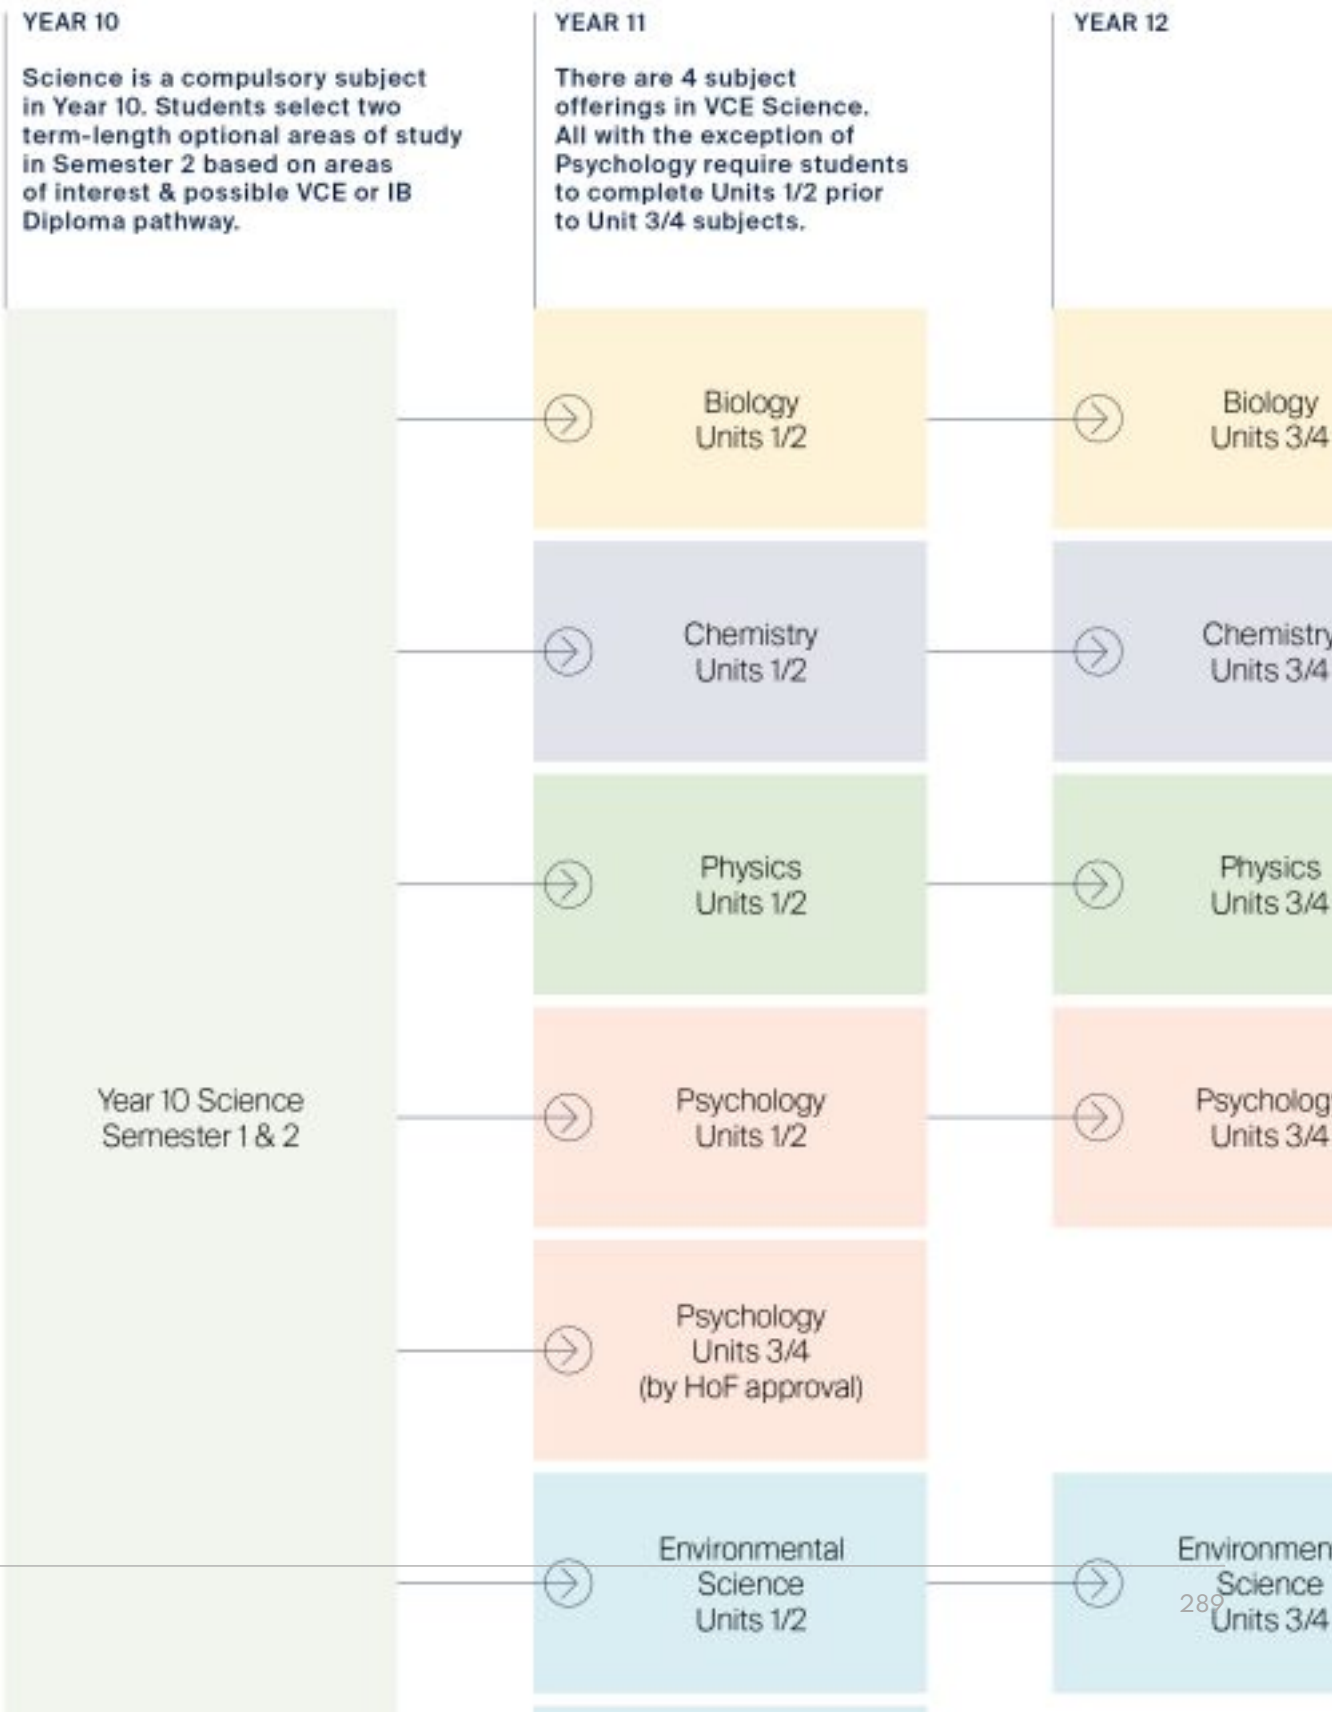 YEAR 10
Science is a compulsory subject
in Year 10. Students select two
term-length optional areas of study
in Semester 2 based on areas
of interest & possible VCE or IB
Diploma pathway.
YEAR 11
There are 4 subject
offerings in VCE Science.
All with the exception of
Psychology require students
to complete Units 1/2 prior
to Unit 3/4 subjects.
YEAR 12
Year 10 Science
Semester 1 & 2
Biology
Units 1/2
Biology
Units 3/4
Chemistry
Units 1/2
Chemistry
Units 3/4
Physics
Units 1/2
Physics
Units 3/4
Psychology
Units 1/2
Psycholog
Units 3/4
Psychology
Units 3/4
(by HoF approval)
Environmental
Science
Units 1/2
Environmen
Science
Units 3/4
289